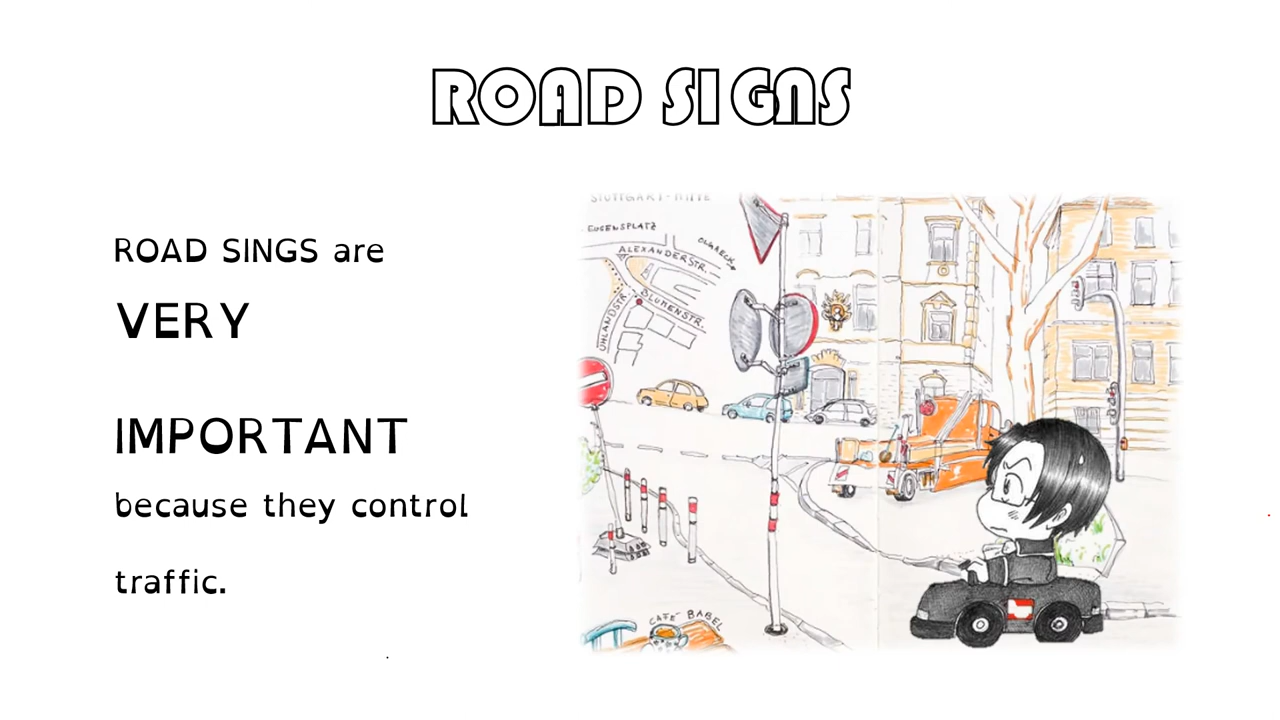 ROAD SIGNS
ROAD SINGS are
VERY
IMPORTANT
because they control
traffic.
STUTTGART-MITTE
EUGENSPLATZ
OLGAECK
ALEXANDERSTR.
BLUMENSTR.
UHLANDSTR.
CAFÉ BABEL